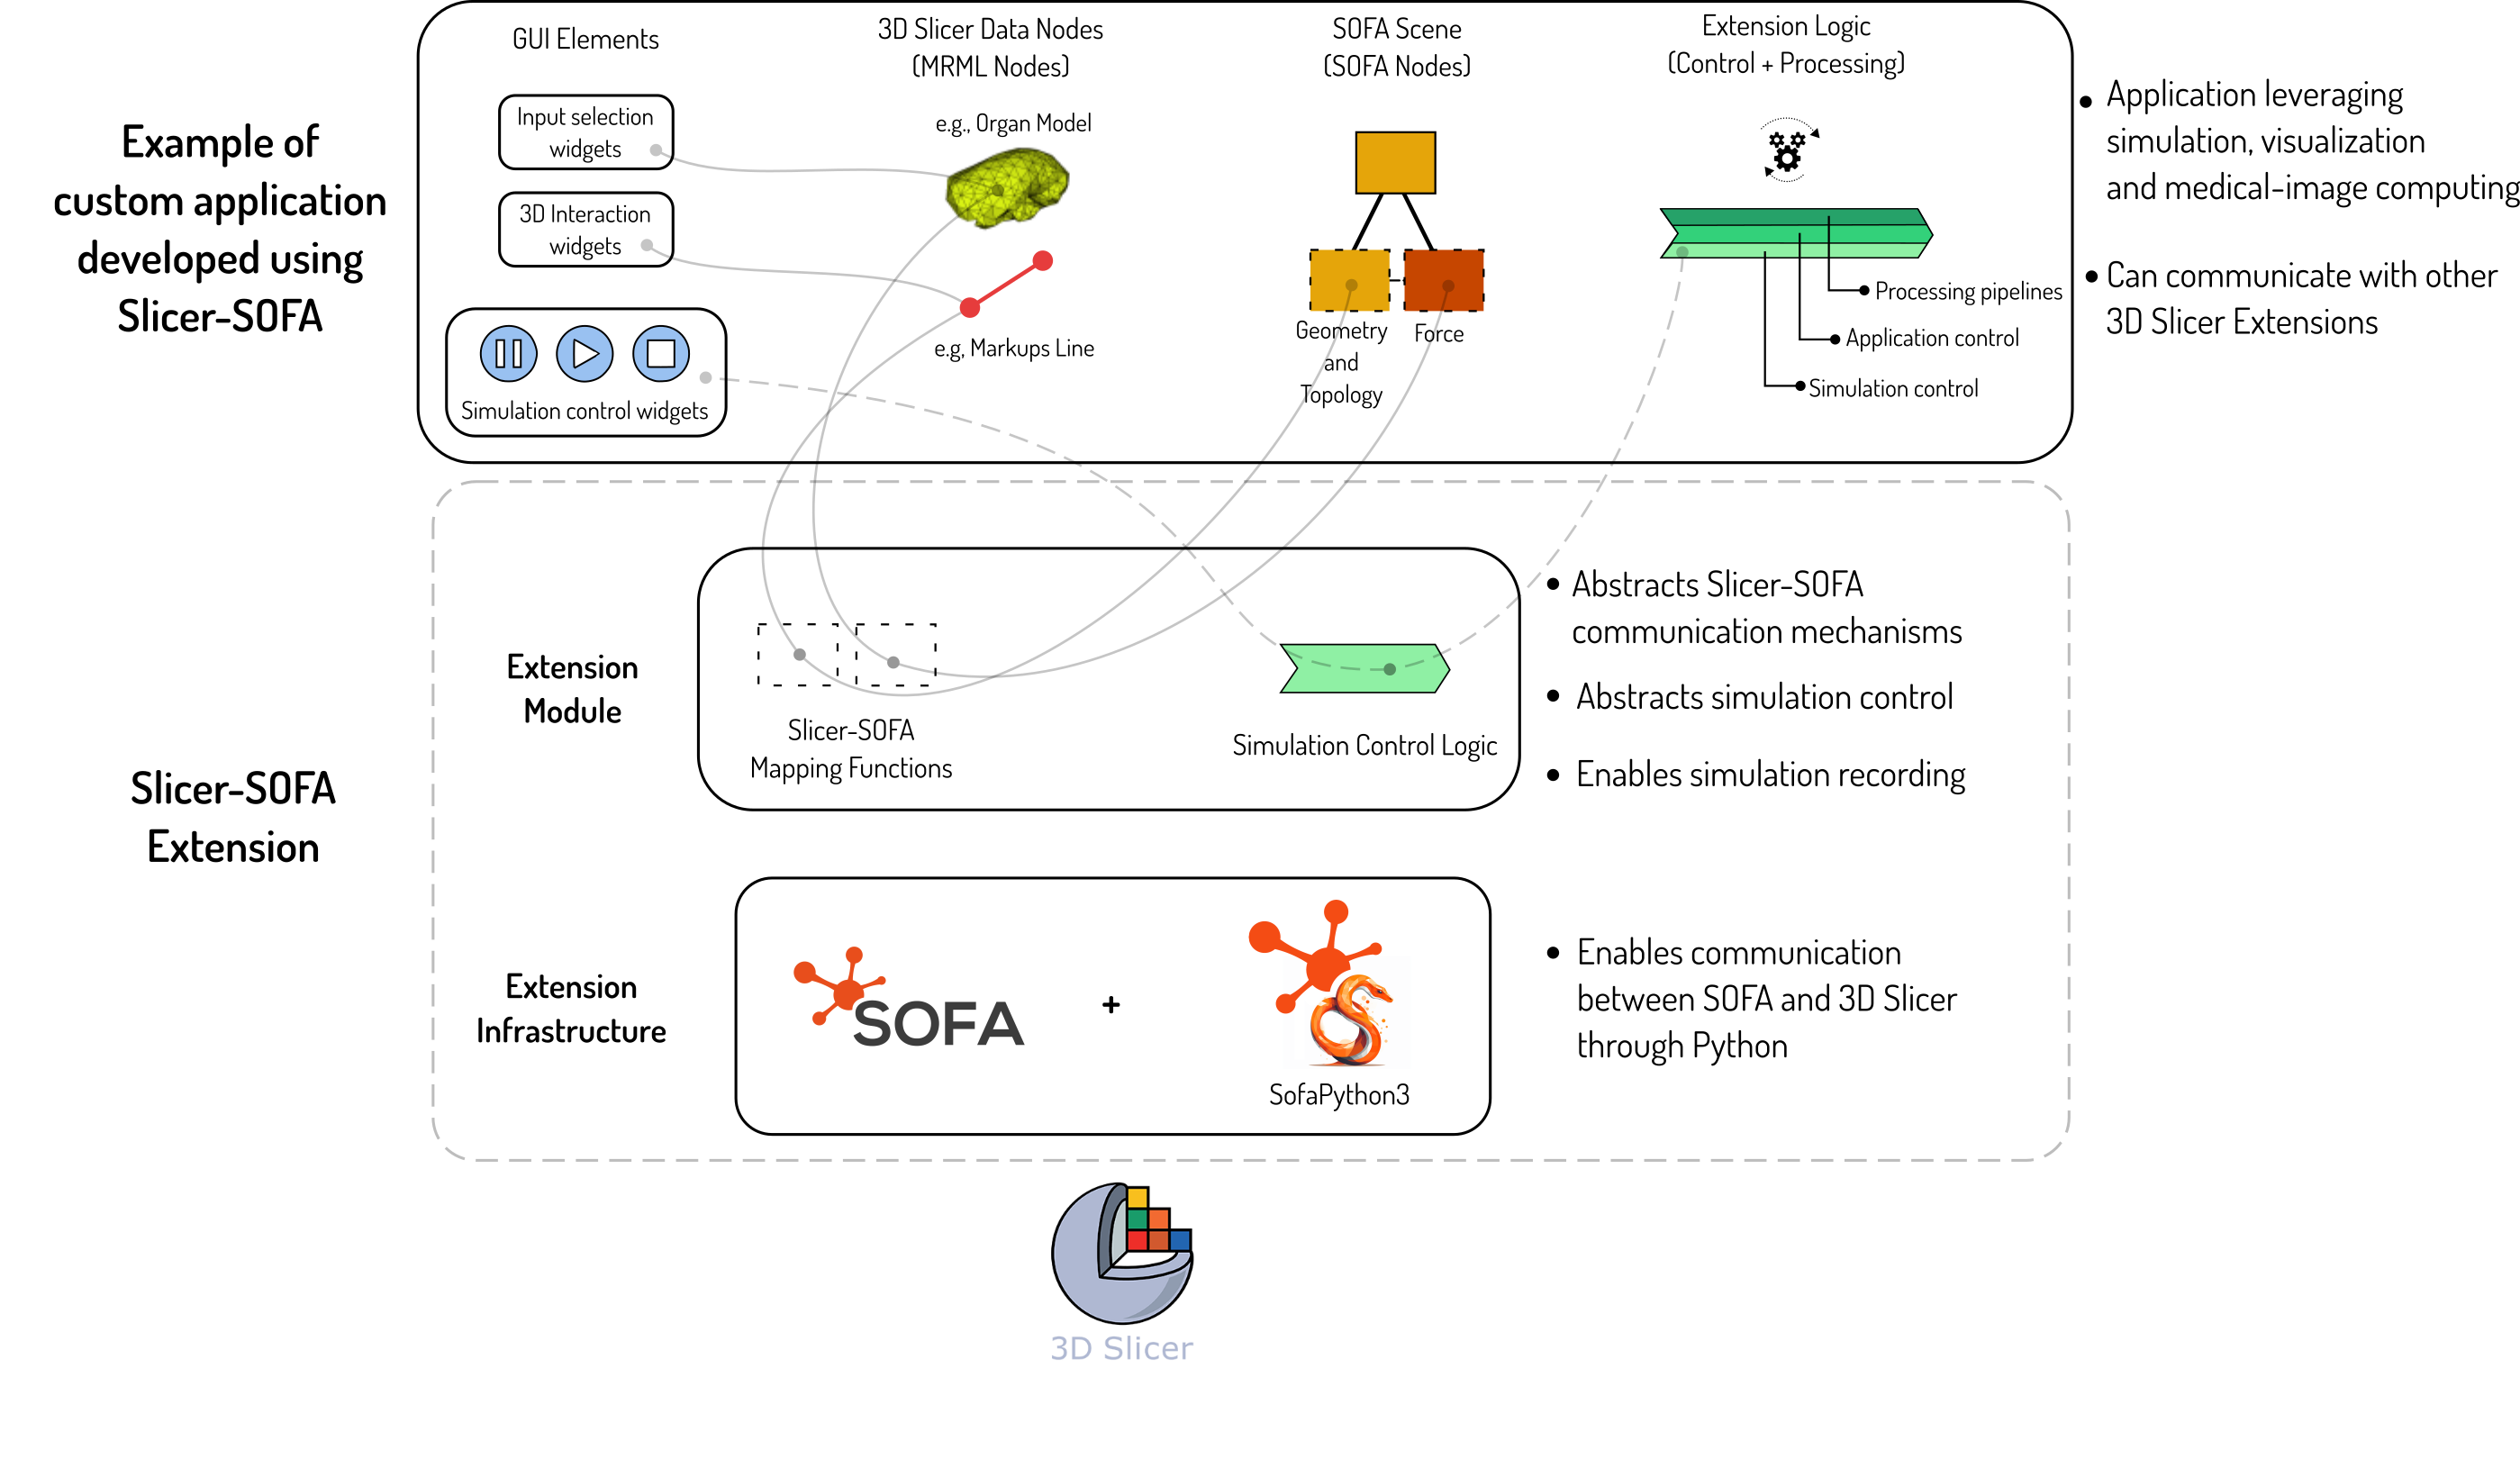 Example of
custom application
developed using
Slicer-SOFA
GUI Elements
Input selection
widgets
3D Interaction
widgets
Simulation control widgets
3D Slicer Data Nodes
(MRML Nodes)
e.g., Organ Model
e.g, Markups Line
SOFA Scene
(SOFA Nodes)
Geometry
and
Topology
Force
Extension Logic
(Control + Processing)
Processing pipelines
Application control
Simulation control
• Application leveraging
simulation, visualization
and medical-image computing
• Can communicate with other
3D Slicer Extensions
Slicer-SOFA
Extension
Extension
Module
Slicer-SOFA
Mapping Functions
Simulation Control Logic
• Abstracts Slicer-SOFA
communication mechanisms
• Abstracts simulation control
• Enables simulation recording
Extension
Infrastructure
SOFA
+
SofaPython3
• Enables communication
between SOFA and 3D Slicer
through Python
3D Slicer